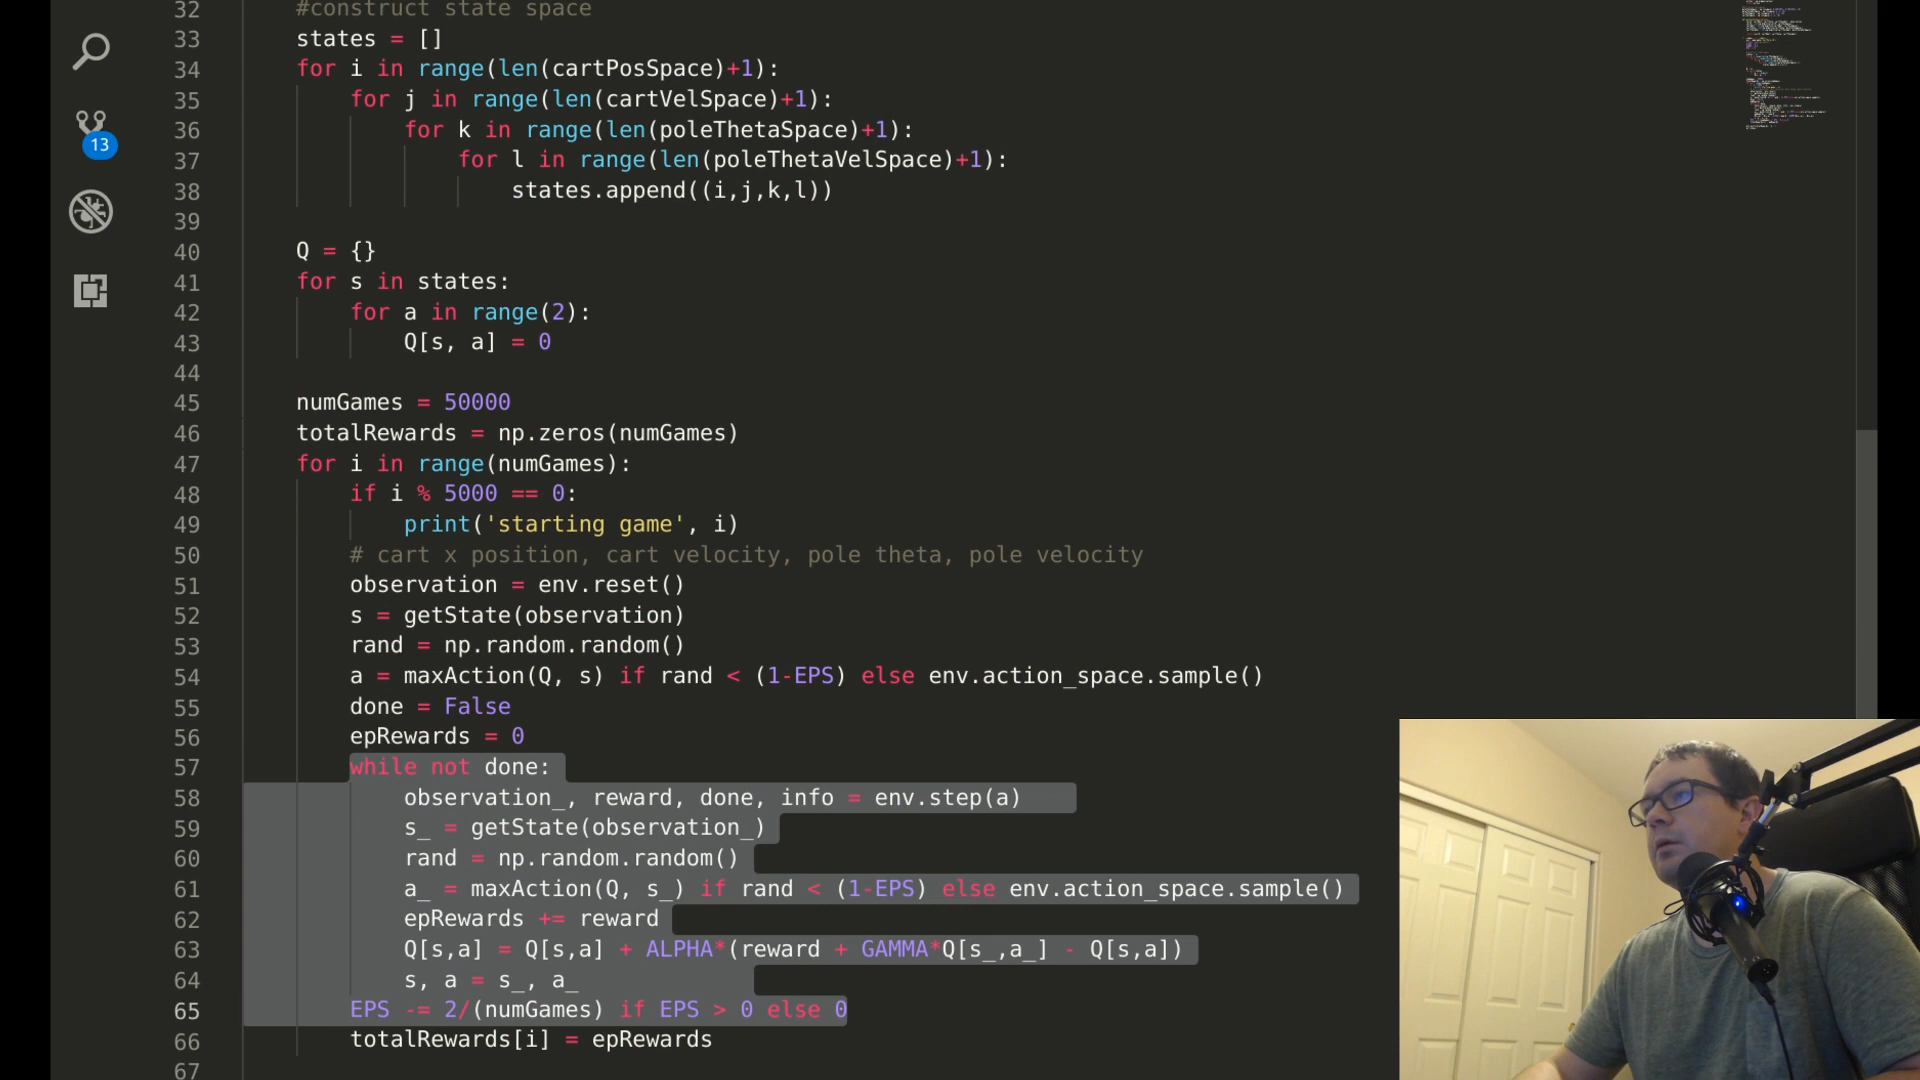 32 #construct state space
33 states = []
34 for i in range(len(cartPosSpace)+1):
35 for j in range(len(cartVelSpace)+1):
36 for k in range(len(poleThetaSpace)+1):
37 for l in range(len(poleThetaVelSpace)+1):
38 states.append((i,j,k,l))
39
40 Q = {}
41 for s in states:
42 for a in range(2):
43 Q[s, a] = 0
44
45 numGames = 50000
46 totalRewards = np.zeros(numGames)
47 for i in range(numGames):
48 if i % 5000 == 0:
49 print('starting game', i)
50 # cart x position, cart velocity, pole theta, pole velocity
51 observation = env.reset()
52 s = getState(observation)
53 rand = np.random.random()
54 a = maxAction(Q, s) if rand < (1-EPS) else env.action_space.sample()
55 done = False
56 epRewards = 0
57 while not done:
58 observation_, reward, done, info = env.step(a)
59 s_ = getState(observation_)
60 rand = np.random.random()
61 a_ = maxAction(Q, s_) if rand < (1-EPS) else env.action_space.sample()
62 epRewards += reward
63 Q[s,a] = Q[s,a] + ALPHA*(reward + GAMMA*Q[s_,a_] - Q[s,a])
64 s, a = s_, a_
65 EPS -= 2/(numGames) if EPS > 0 else 0
66 totalRewards[i] = epRewards
67
13